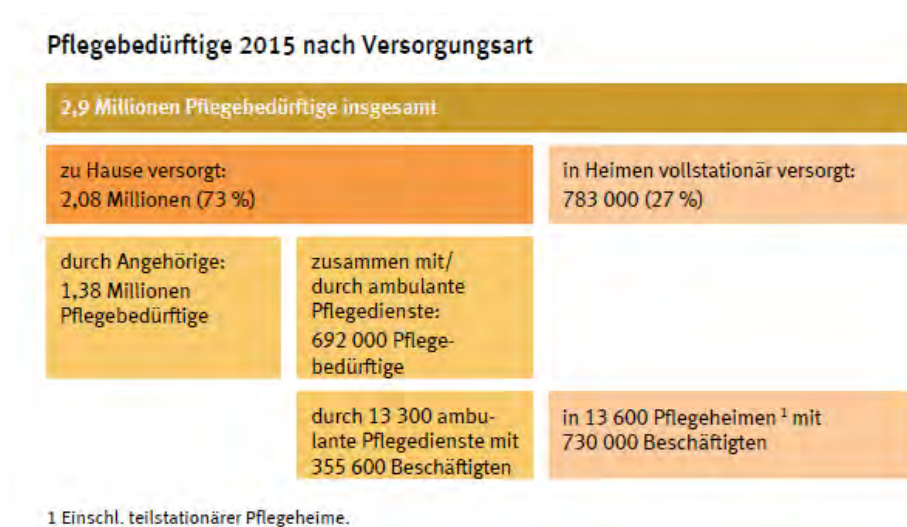 Pflegebedürftige 2015 nach Versorgungsart
2,9 Millionen Pflegebedürftige insgesamt
zu Hause versorgt:
2,08 Millionen (73 %)
in Heimen vollstationär versorgt:
783 000 (27 %)
durch Angehörige:
1,38 Millionen
Pflegebedürftige
zusammen mit/
durch ambulante
Pflegedienste:
692 000 Pflege-
bedürftige
durch 13 300 ambu-
lante Pflegedienste mit
355 600 Beschäftigten
in 13 600 Pflegeheimen ¹ mit
730 000 Beschäftigten
1 Einschl. teilstationärer Pflegeheime.